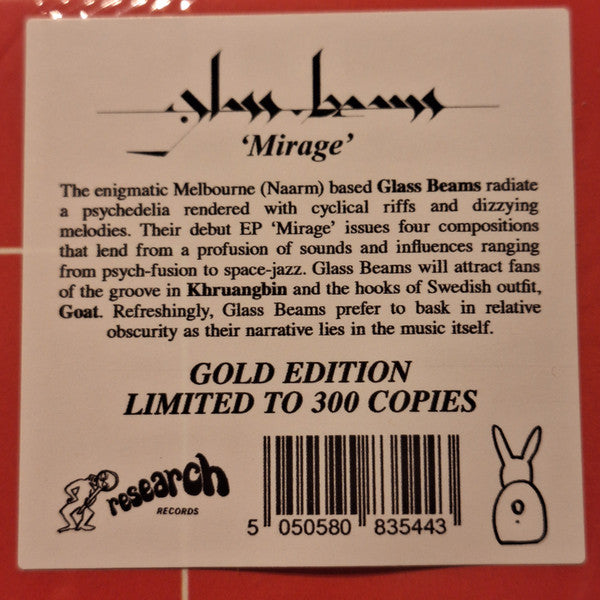 glass beams
‘Mirage’
The enigmatic Melbourne (Naarm) based Glass Beams radiate
a psychedelia rendered with cyclical riffs and dizzying
melodies. Their debut EP ‘Mirage’ issues four compositions
that lend from a profusion of sounds and influences ranging
from psych-fusion to space-jazz. Glass Beams will attract fans
of the groove in Khruangbin and the hooks of Swedish outfit,
Goat. Refreshingly, Glass Beams prefer to bask in relative
obscurity as their narrative lies in the music itself.
GOLD EDITION
LIMITED TO 300 COPIES
research
RECORDS
5 050580 835443